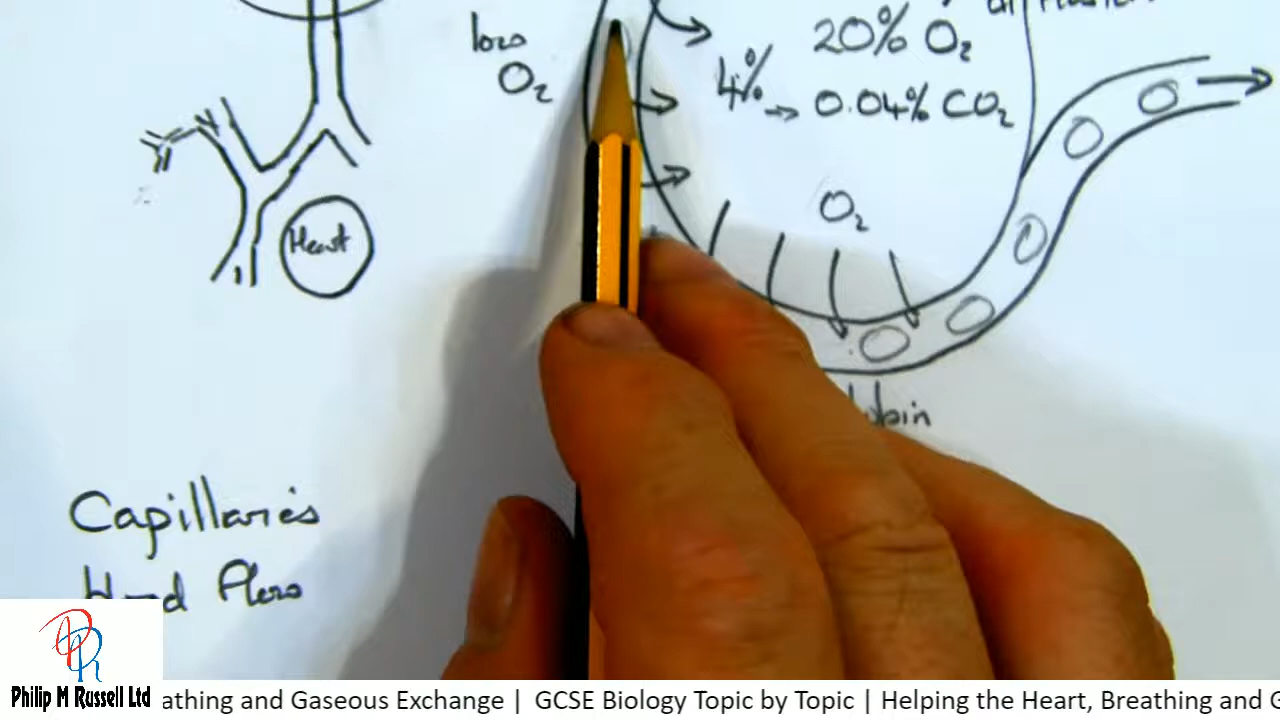 low
O₂
20% O₂
4%
→ 0.04% CO₂
O₂
Heart
Capillaries
Flow
Philip M Russell Ltd
athing and Gaseous Exchange | GCSE Biology Topic by Topic | Helping the Heart, Breathing and G